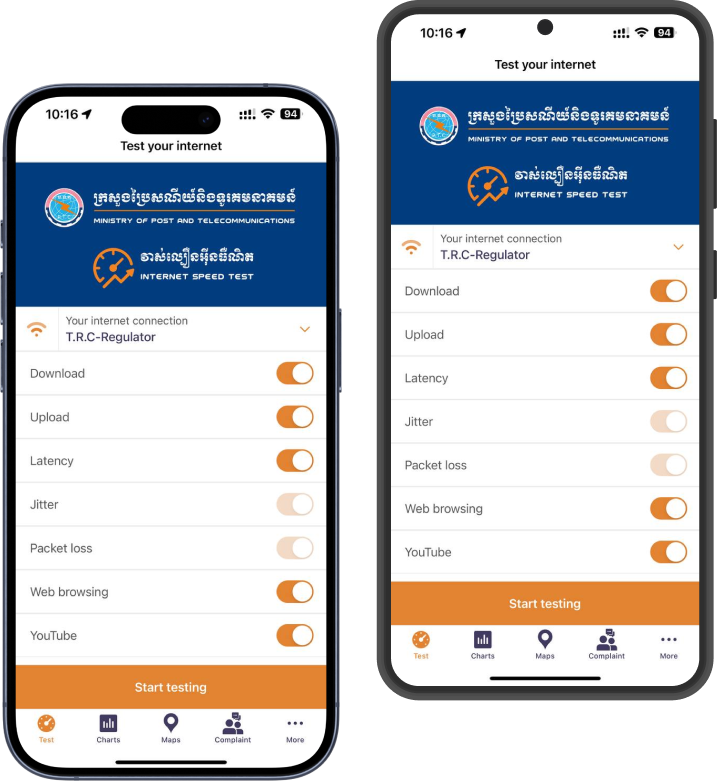 10:16
94
Test your internet
ក្រសួងប្រៃសណីយ៍និងទូរគមនាគមន៍
MINISTRY OF POST AND TELECOMMUNICATIONS
វាស់ល្បឿនអ៊ីនធឺណិត
INTERNET SPEED TEST
Your internet connection
T.R.C-Regulator
Download
Upload
Latency
Jitter
Packet loss
Web browsing
YouTube
Start testing
Test
Charts
Maps
Complaint
More
10:16
94
Test your internet
ក្រសួងប្រៃសណីយ៍និងទូរគមនាគមន៍
MINISTRY OF POST AND TELECOMMUNICATIONS
វាស់ល្បឿនអ៊ីនធឺណិត
INTERNET SPEED TEST
Your internet connection
T.R.C-Regulator
Download
Upload
Latency
Jitter
Packet loss
Web browsing
YouTube
Start testing
Test
Charts
Maps
Complaint
More